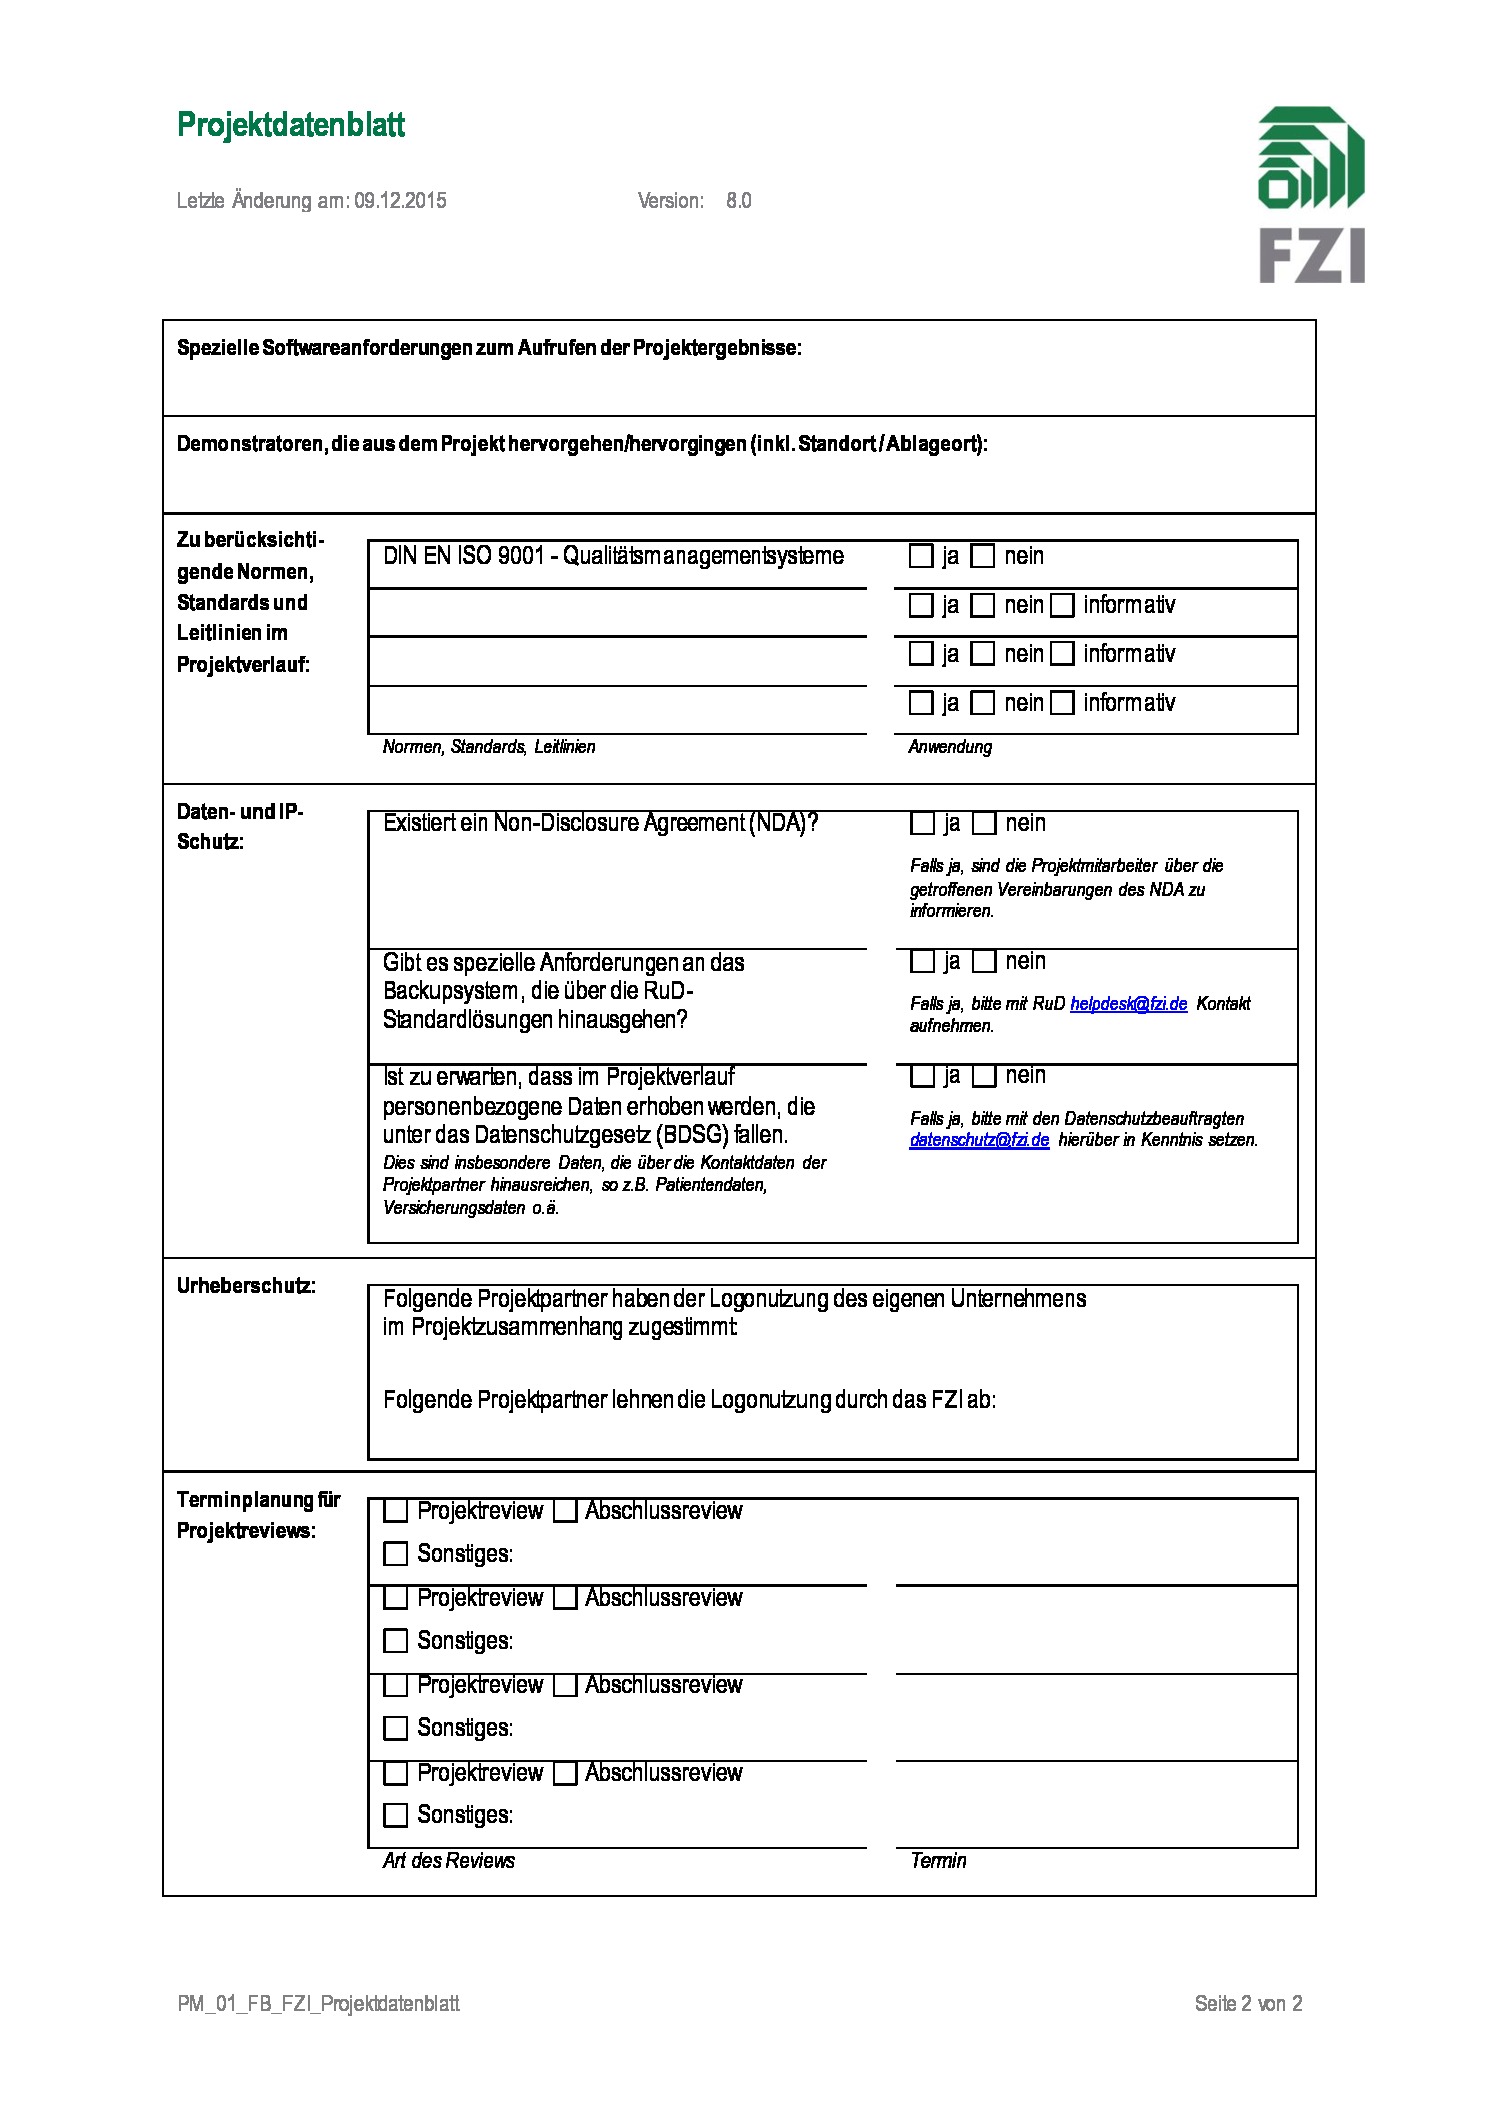 Projektdatenblatt
Letzte Änderung am: 09.12.2015 Version: 8.0
FZI
Spezielle Softwareanforderungen zum Aufrufen der Projektergebnisse:
Demonstratoren, die aus dem Projekt hervorgehen/hervorgingen (inkl. Standort / Ablageort):
Zu berücksichti-
gende Normen,
Standards und
Leitlinien im
Projektverlauf:
DIN EN ISO 9001 - Qualitätsmanagementsysteme ☐ ja ☐ nein
☐ ja ☐ nein ☐ informativ
☐ ja ☐ nein ☐ informativ
☐ ja ☐ nein ☐ informativ
Normen, Standards, Leitlinien Anwendung
Daten- und IP-
Schutz:
Existiert ein Non-Disclosure Agreement (NDA)? ☐ ja ☐ nein
Falls ja, sind die Projektmitarbeiter über die
getroffenen Vereinbarungen des NDA zu
informieren.
Gibt es spezielle Anforderungen an das
Backupsystem, die über die RuD-
Standardlösungen hinausgehen?
☐ ja ☐ nein
Falls ja, bitte mit RuD helpdesk@fzi.de Kontakt
aufnehmen.
Ist zu erwarten, dass im Projektverlauf
personenbezogene Daten erhoben werden, die
unter das Datenschutzgesetz (BDSG) fallen.
Dies sind insbesondere Daten, die über die Kontaktdaten der
Projektpartner hinausreichen, so z.B. Patientendaten,
Versicherungsdaten o.ä.
☐ ja ☐ nein
Falls ja, bitte mit den Datenschutzbeauftragten
datenschutz@fzi.de hierüber in Kenntnis setzen.
Urheberschutz:
Folgende Projektpartner haben der Logonutzung des eigenen Unternehmens
im Projektzusammenhang zugestimmt:
Folgende Projektpartner lehnen die Logonutzung durch das FZI ab:
Terminplanung für
Projektreviews:
☐ Projektreview ☐ Abschlussreview
☐ Sonstiges:
☐ Projektreview ☐ Abschlussreview
☐ Sonstiges:
☐ Projektreview ☐ Abschlussreview
☐ Sonstiges:
☐ Projektreview ☐ Abschlussreview
☐ Sonstiges:
Art des Reviews Termin
PM_01_FB_FZI_Projektdatenblatt Seite 2 von 2